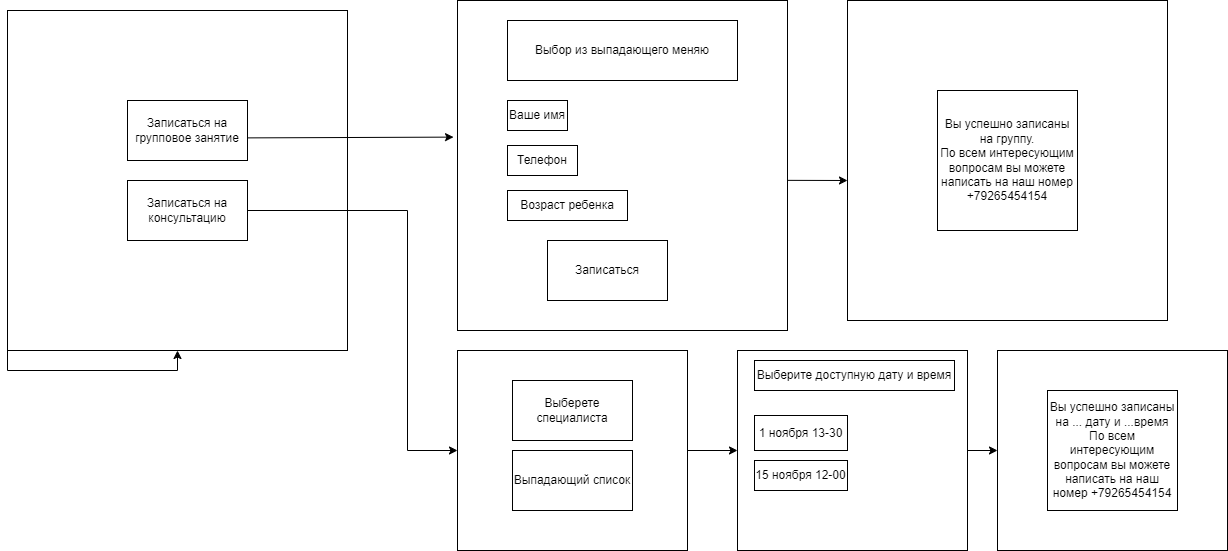 Записаться на
групповое занятие
Записаться на
консультацию
Выбор из выпадающего меняю
Ваше имя
Телефон
Возраст ребенка
Записаться
Вы успешно записаны
на группу.
По всем интересующим
вопросам вы можете
написать на наш номер
+79265454154
Выберете
специалиста
Выпадающий список
Выберите доступную дату и время
1 ноября 13-30
15 ноября 12-00
Вы успешно записаны
на ... дату и ...время
По всем
интересующим
вопросам вы можете
написать на наш
номер +79265454154